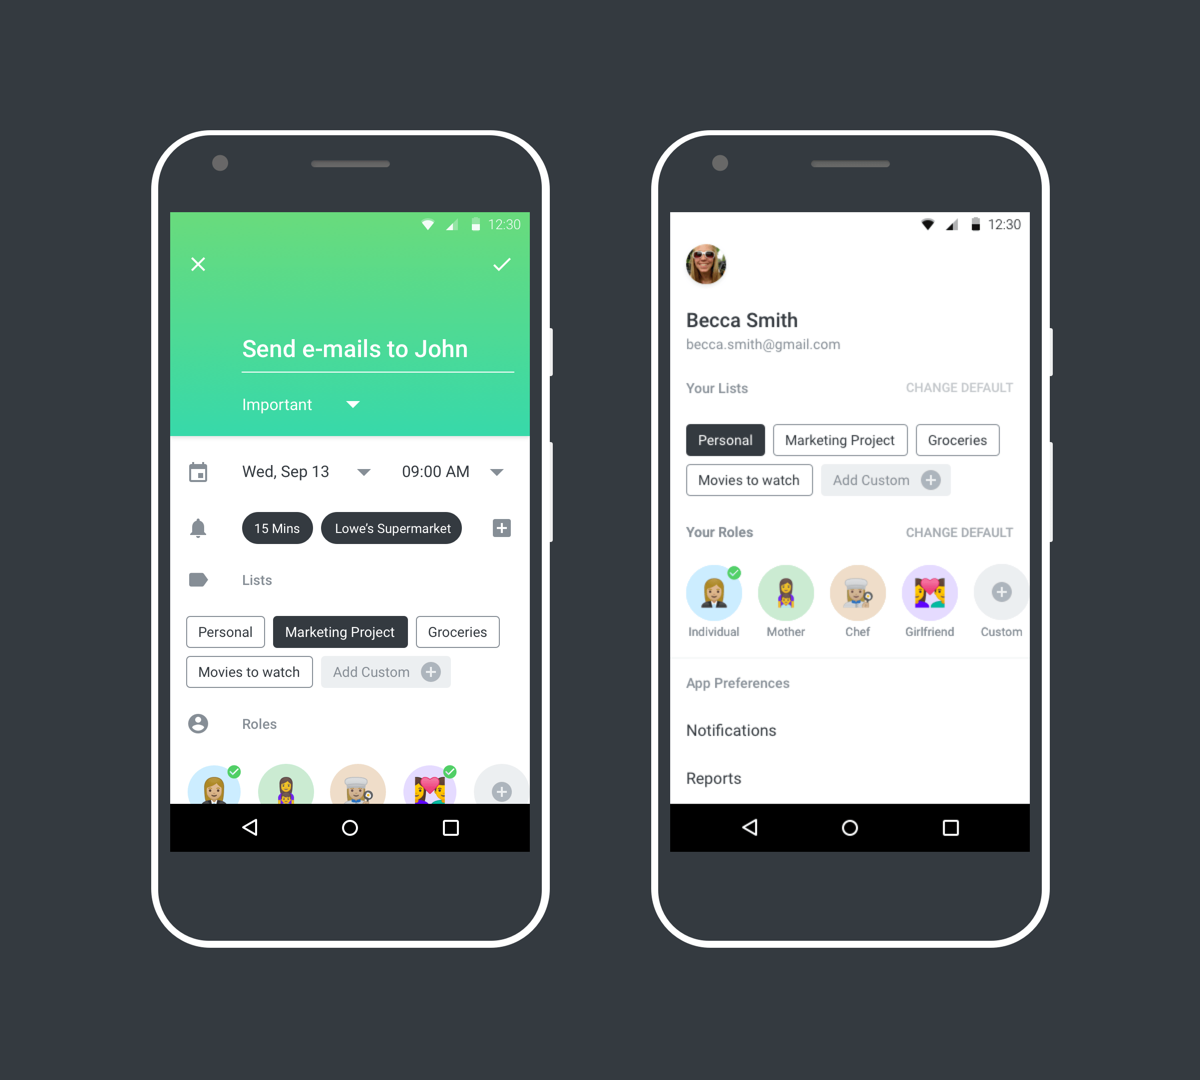 12:30
Send e-mails to John
Important
Wed, Sep 13 09:00 AM
15 Mins Lowe's Supermarket
Lists
Personal Marketing Project Groceries
Movies to watch Add Custom
Roles
12:30
Becca Smith
becca.smith@gmail.com
Your Lists CHANGE DEFAULT
Personal Marketing Project Groceries
Movies to watch Add Custom
Your Roles CHANGE DEFAULT
Individual Mother Chef Girlfriend Custom
App Preferences
Notifications
Reports